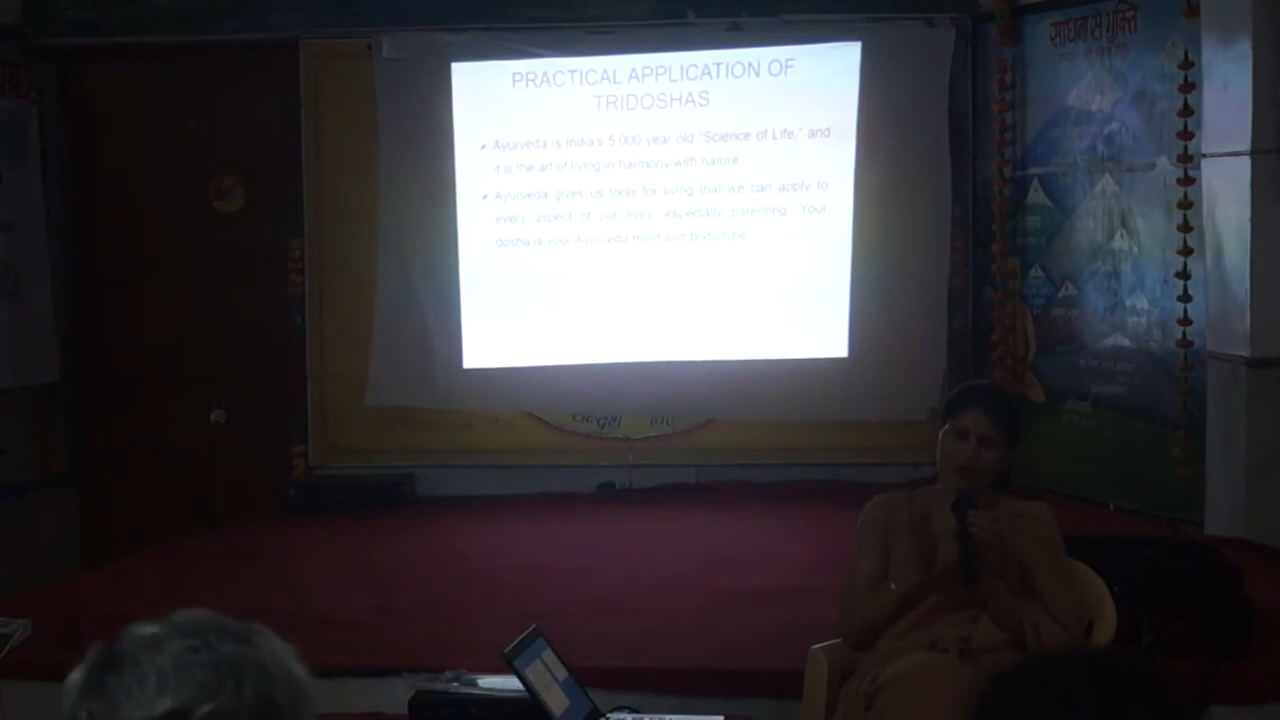 PRACTICAL APPLICATION OF
TRIDOSHAS
Ayurveda is India's 5,000 year old "Science of Life," and
it is the art of living in harmony with nature.
Ayurveda gives us tools for living that we can apply to
every aspect of our lives, especially parenting. Your
dosha is your Ayurveda mind and body type.
साधना से मुक्ति